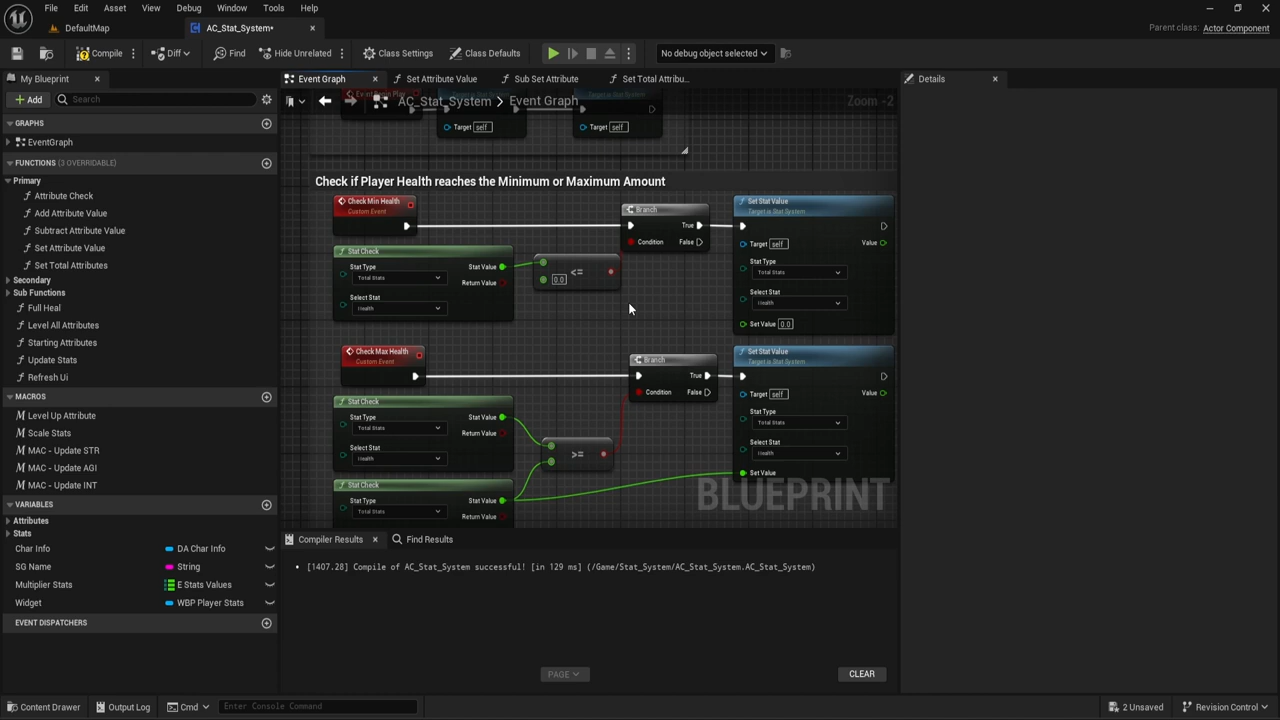 File Edit Asset View Debug Window Tools Help
DefaultMap
AC_Stat_System*
Parent class: Actor Component
Compile
Diff
Find
Hide Unrelated
Class Settings
Class Defaults
No debug object selected
My Blueprint
Event Graph
Set Attribute Value
Sub Set Attribute
Set Total Attribu...
Details
Add
Search
AC_Stat_System > Event Graph
Zoom -2
Event Begin Play
Target is Stat System
Target is Stat System
Target self
Target self
GRAPHS
EventGraph
FUNCTIONS (3 OVERRIDABLE)
Primary
Attribute Check
Add Attribute Value
Subtract Attribute Value
Set Attribute Value
Set Total Attributes
Secondary
Sub Functions
Full Heal
Level All Attributes
Starting Attributes
Update Stats
Refresh Ui
MACROS
Level Up Attribute
Scale Stats
MAC - Update STR
MAC - Update AGI
MAC - Update INT
VARIABLES
Attributes
Stats
Char Info DA Char Info
SG Name String
Multiplier Stats E Stats Values
Widget WBP Player Stats
EVENT DISPATCHERS
Check if Player Health reaches the Minimum or Maximum Amount
Check Min Health
Custom Event
Branch
True
Condition False
Set Stat Value
Target is Stat System
Target self
Value
Stat Type
Total Stats
Select Stat
Health
Set Value 0.0
Stat Check
Stat Type Stat Value
Total Stats
Return Value
Select Stat
Health
0.0
<=
Check Max Health
Custom Event
Branch
True
Condition False
Set Stat Value
Target is Stat System
Target self
Value
Stat Type
Total Stats
Select Stat
Health
Set Value
Stat Check
Stat Type Stat Value
Total Stats
Return Value
Select Stat
Health
>=
Stat Check
Stat Type Stat Value
Total Stats
Return Value
BLUEPRINT
Compiler Results
Find Results
[1407.28] Compile of AC_Stat_System successful! [in 129 ms] (/Game/Stat_System/AC_Stat_System.AC_Stat_System)
PAGE
CLEAR
Content Drawer
Output Log
Cmd
Enter Console Command
2 Unsaved
Revision Control